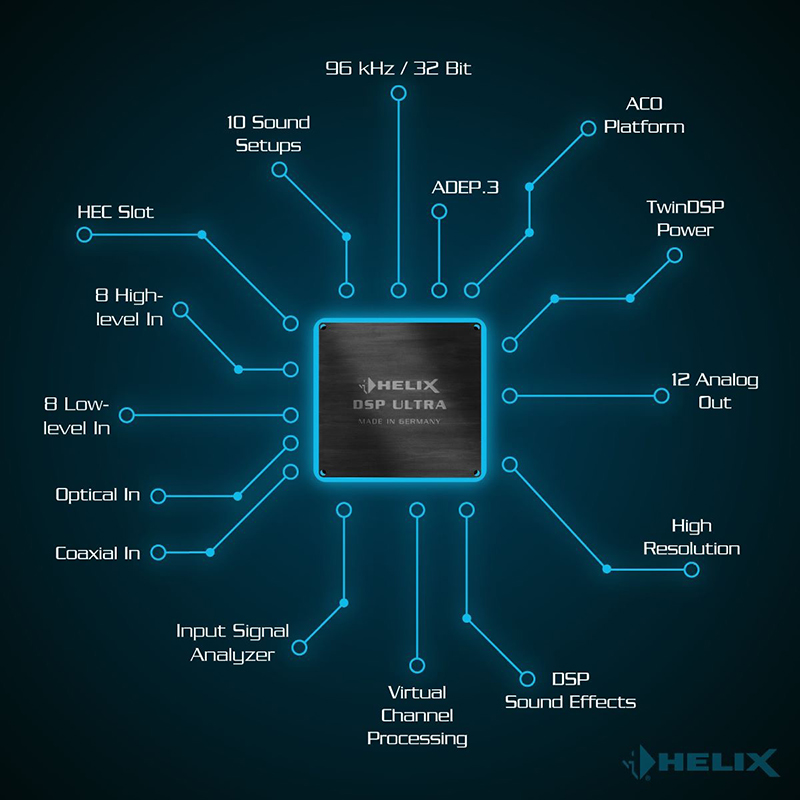 96 kHz / 32 Bit
10 Sound
Setups
ACO
Platform
ADEP.3
HEC Slot
TwinDSP
Power
8 High-
level In
12 Analog
Out
8 Low-
level In
HELIX
DSP ULTRA
MADE IN GERMANY
Optical In
High
Resolution
Coaxial In
Input Signal
Analyzer
Virtual
Channel
Processing
DSP
Sound Effects
HELIX